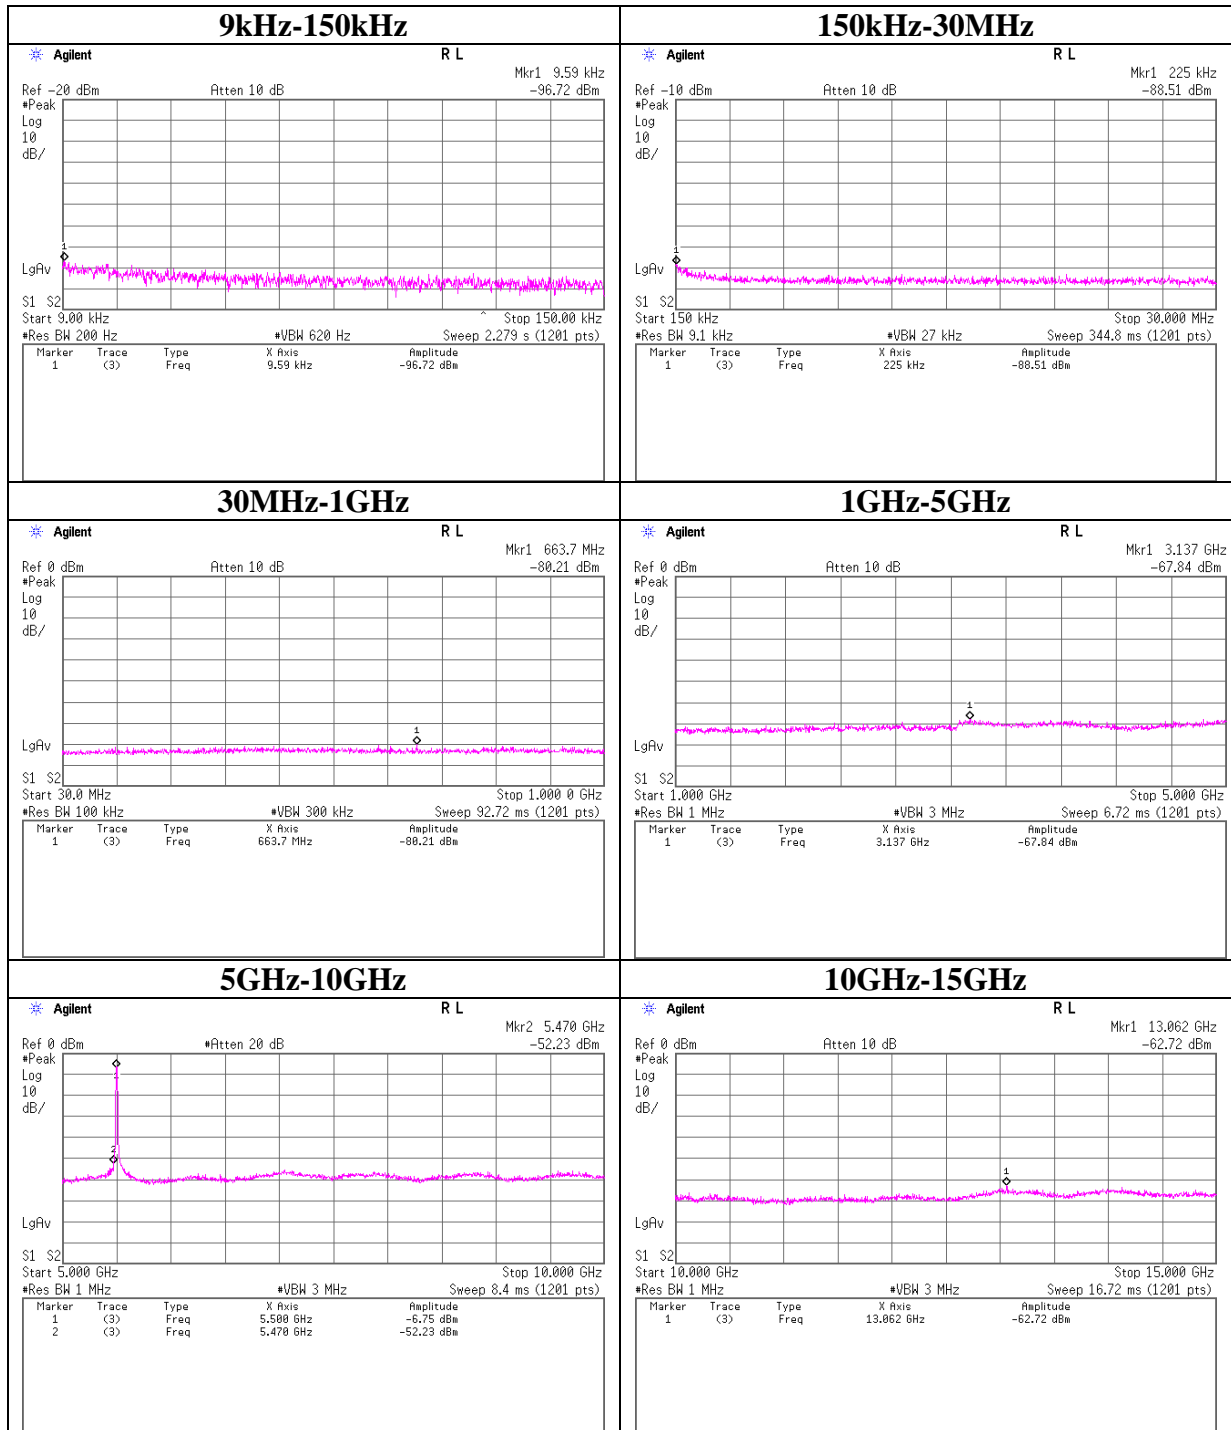 9kHz-150kHz
Agilent R L
Mkr1 9.59 kHz
Ref -20 dBm Atten 10 dB -96.72 dBm
#Peak
Log
10
dB/
1
LgAv
S1 S2
Start 9.00 kHz ^ Stop 150.00 kHz
#Res BW 200 Hz #VBW 620 Hz Sweep 2.279 s (1201 pts)
Marker Trace Type X Axis Amplitude
1 (3) Freq 9.59 kHz -96.72 dBm
150kHz-30MHz
Agilent R L
Mkr1 225 kHz
Ref -10 dBm Atten 10 dB -88.51 dBm
#Peak
Log
10
dB/
1
LgAv
S1 S2
Start 150 kHz Stop 30.000 MHz
#Res BW 9.1 kHz #VBW 27 kHz Sweep 344.8 ms (1201 pts)
Marker Trace Type X Axis Amplitude
1 (3) Freq 225 kHz -88.51 dBm
30MHz-1GHz
Agilent R L
Mkr1 663.7 MHz
Ref 0 dBm Atten 10 dB -80.21 dBm
#Peak
Log
10
dB/
1
LgAv
S1 S2
Start 30.0 MHz Stop 1.000 0 GHz
#Res BW 100 kHz #VBW 300 kHz Sweep 92.72 ms (1201 pts)
Marker Trace Type X Axis Amplitude
1 (3) Freq 663.7 MHz -80.21 dBm
1GHz-5GHz
Agilent R L
Mkr1 3.137 GHz
Ref 0 dBm Atten 10 dB -67.84 dBm
#Peak
Log
10
dB/
1
LgAv
S1 S2
Start 1.000 GHz Stop 5.000 GHz
#Res BW 1 MHz #VBW 3 MHz Sweep 6.72 ms (1201 pts)
Marker Trace Type X Axis Amplitude
1 (3) Freq 3.137 GHz -67.84 dBm
5GHz-10GHz
Agilent R L
Mkr2 5.470 GHz
Ref 0 dBm #Atten 20 dB -52.23 dBm
#Peak
Log
10
dB/
1
2
LgAv
S1 S2
Start 5.000 GHz Stop 10.000 GHz
#Res BW 1 MHz #VBW 3 MHz Sweep 8.4 ms (1201 pts)
Marker Trace Type X Axis Amplitude
1 (3) Freq 5.500 GHz -6.75 dBm
2 (3) Freq 5.470 GHz -52.23 dBm
10GHz-15GHz
Agilent R L
Mkr1 13.062 GHz
Ref 0 dBm Atten 10 dB -62.72 dBm
#Peak
Log
10
dB/
1
LgAv
S1 S2
Start 10.000 GHz Stop 15.000 GHz
#Res BW 1 MHz #VBW 3 MHz Sweep 16.72 ms (1201 pts)
Marker Trace Type X Axis Amplitude
1 (3) Freq 13.062 GHz -62.72 dBm